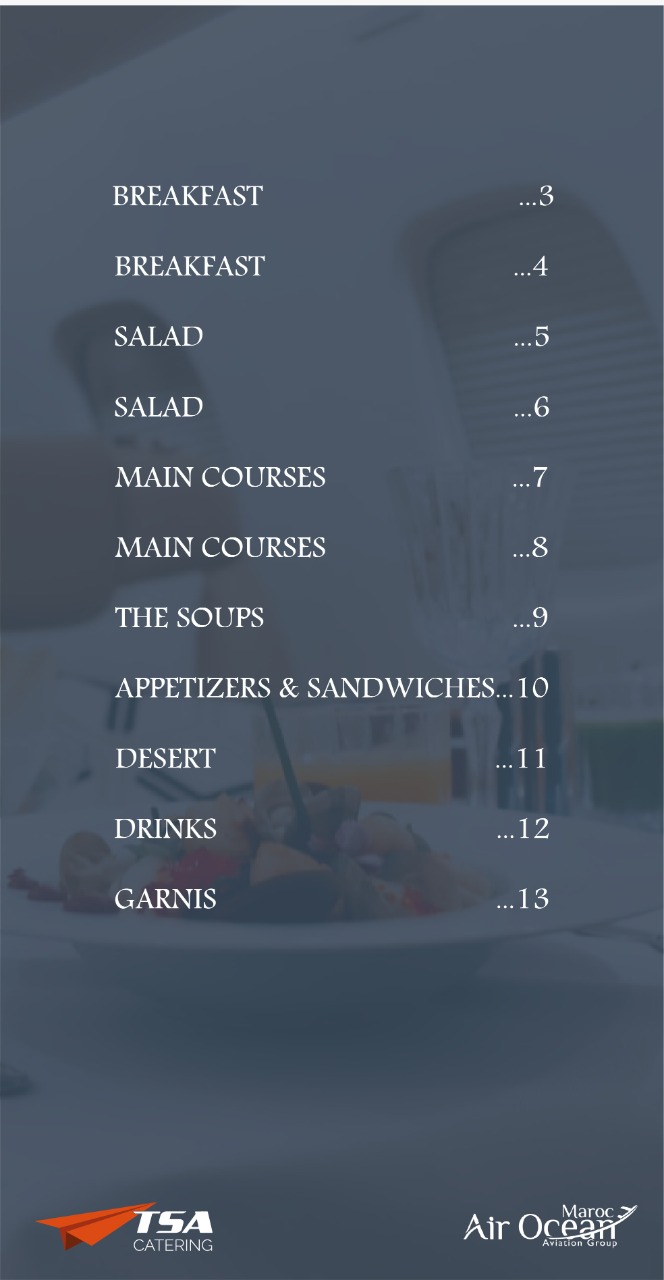 BREAKFAST ...3
BREAKFAST ...4
SALAD ...5
SALAD ...6
MAIN COURSES ...7
MAIN COURSES ...8
THE SOUPS ...9
APPETIZERS & SANDWICHES...10
DESERT ...11
DRINKS ...12
GARNIS ...13
TSA
CATERING
Maroc
Air Ocean
Aviation Group